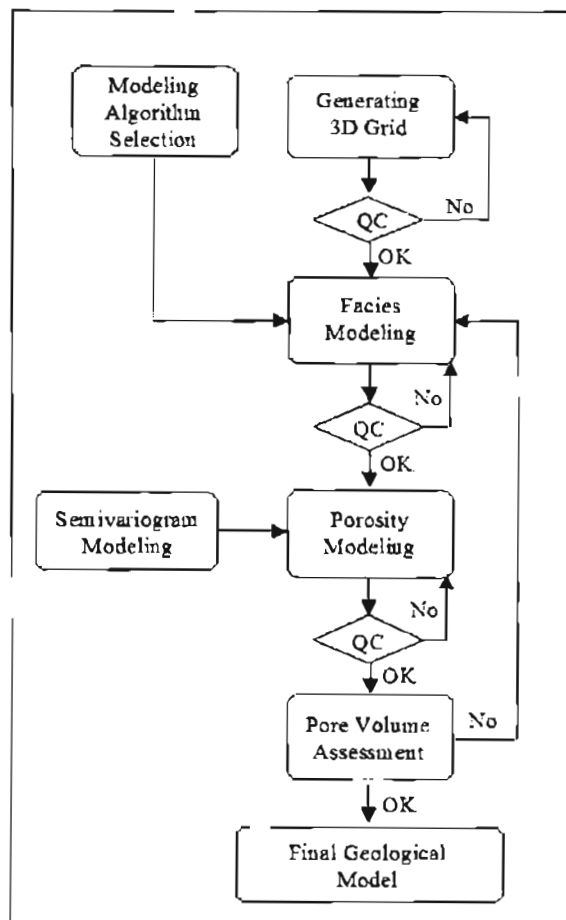 Modeling
Algorithm
Selection
Generating
3D Grid
QC
No
OK
Facies
Modeling
No
QC
OK
Semivariogram
Modeling
Porosity
Modeling
No
QC
OK
Pore Volume
Assessment
No
OK
Final Geological
Model